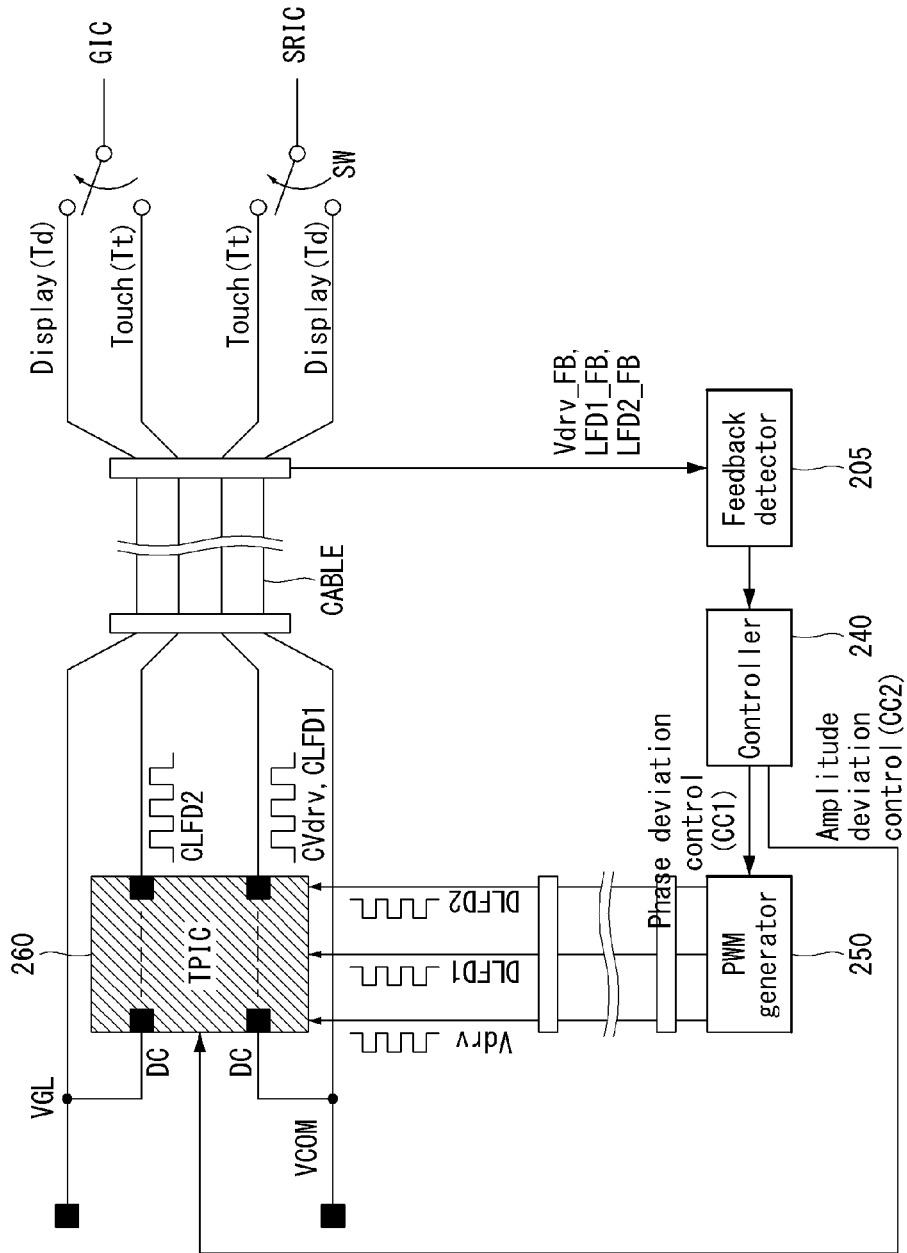 GIC
SRIC
SW
Display(Td)
Touch(Tt)
Touch(Tt)
Display(Td)
CABLE
Vdrv_FB,
LFD1_FB,
LFD2_FB
Feedback
detector
205
Controller
240
Phase deviation
control
(CC1)
Amplitude
deviation
control(CC2)
PWM
generator
250
CLFD2
CVdrv, CLFD1
260
TPIC
DC
DC
VGL
VCOM
DLFD2
DLFD1
Vdrv